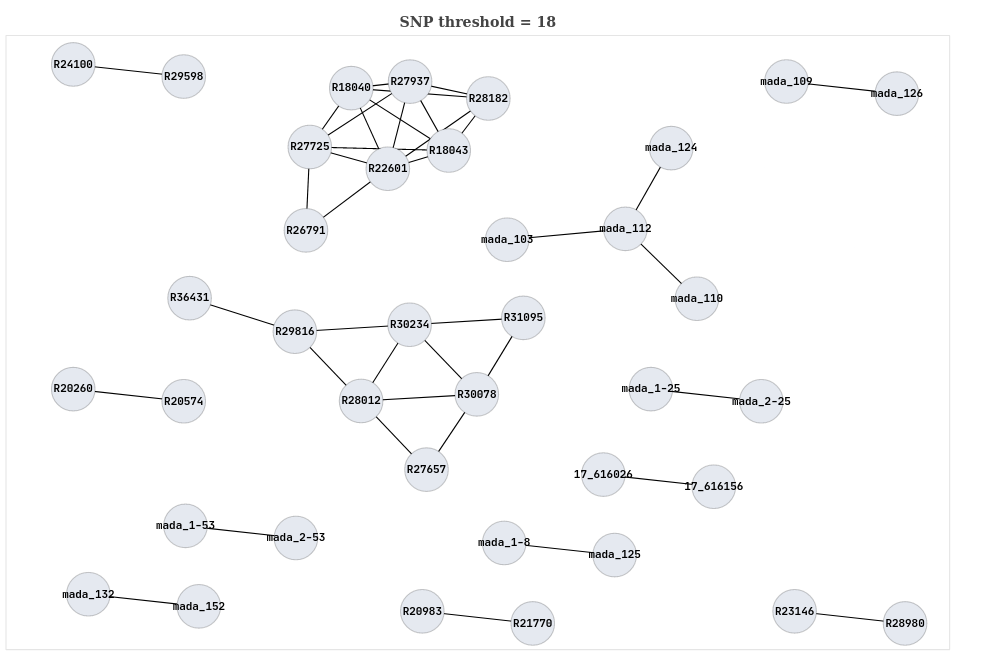 SNP threshold = 18
R24100
R29598
R18040
R27937
R28182
mada_109
mada_126
R27725
R22601
R18043
mada_124
R26791
mada_103
mada_112
mada_110
R36431
R29816
R30234
R31095
R20260
R20574
R28012
R30078
mada_1-25
mada_2-25
R27657
17_616026
17_616156
mada_1-53
mada_2-53
mada_1-8
mada_125
mada_132
mada_152
R20983
R21770
R23146
R28980